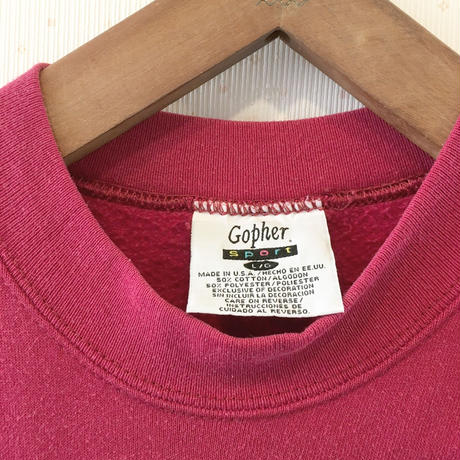 Gopher
sport
L/G
MADE IN U.S.A./HECHO EN EE.UU.
50% COTTON/ALGODON
50% POLYESTER/POLIESTER
EXCLUSIVE OF DECORATION
SIN INCLUIR LA DECORACION
CARE ON REVERSE/
INSTRUCCIONES DE
CUIDADO AL REVERSO.